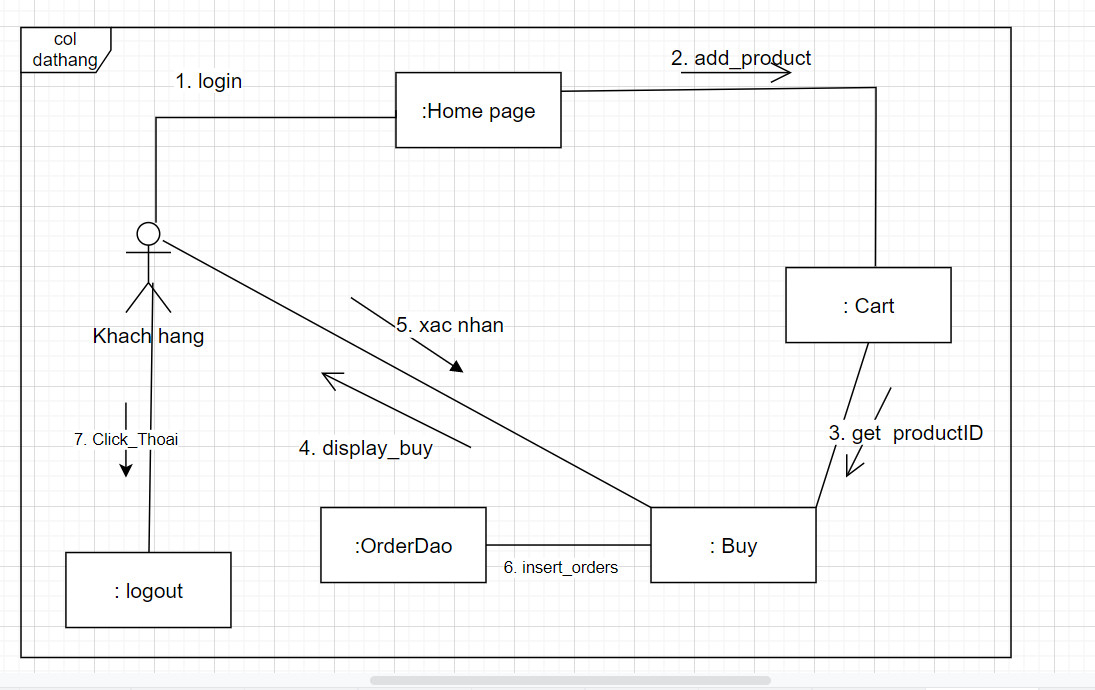 col
dathang
1. login
2. add_product
:Home page
: Cart
Khach hang
5. xac nhan
4. display_buy
3. get  productID
7. Click_Thoai
:OrderDao
6. insert_orders
: Buy
: logout